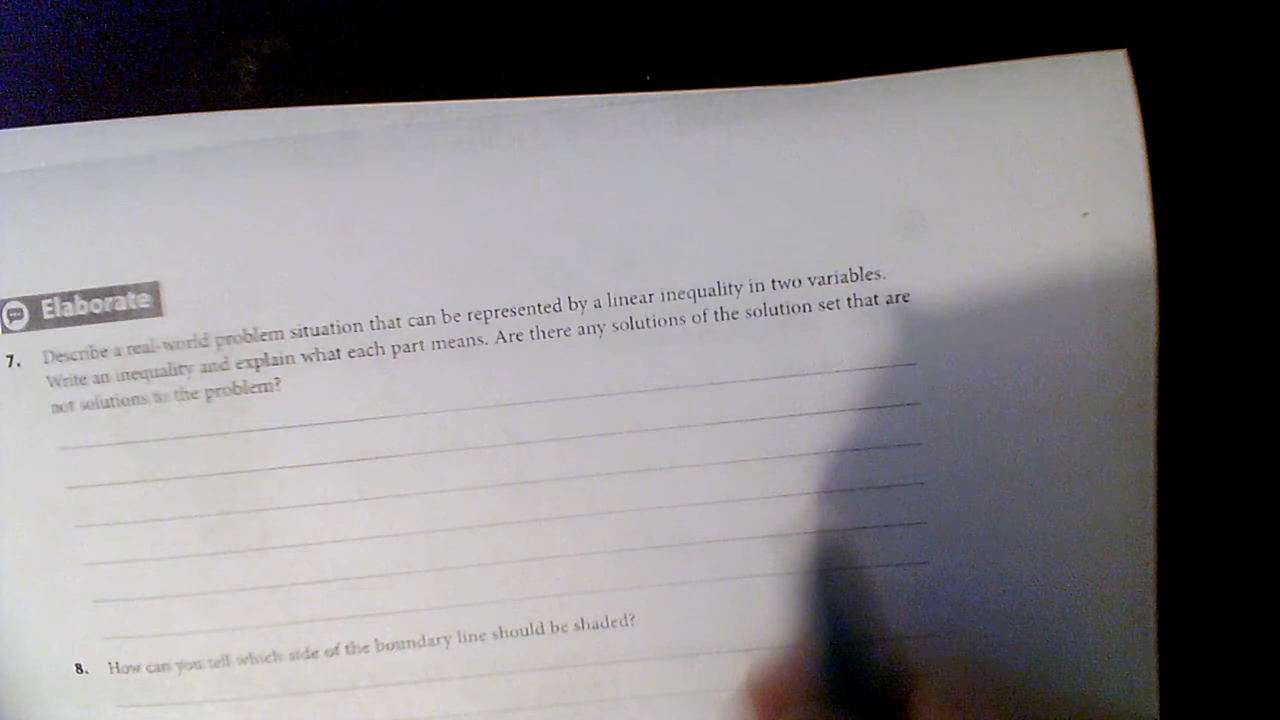 Elaborate
7. Describe a real-world problem situation that can be represented by a linear inequality in two variables.
Write an inequality and explain what each part means. Are there any solutions of the solution set that are
not solutions to the problem?
8. How can you tell which side of the boundary line should be shaded?